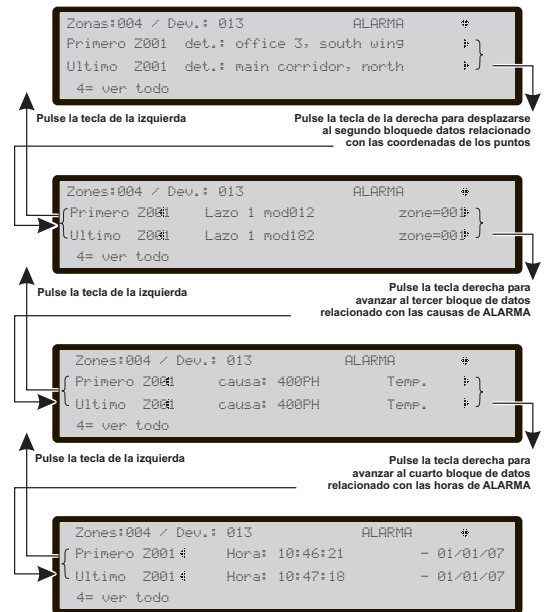 Zonas:004 / Dev.: 013 ALARMA
Primero Z001 det.: office 3, south wing
Ultimo Z001 det.: main corridor, north
4= ver todo
Pulse la tecla de la izquierda
Pulse la tecla de la derecha para desplazarse
al segundo bloquede datos relacionado
con las coordenadas de los puntos
Zones:004 / Dev.: 013 ALARMA
Primero Z001 Lazo 1 mod012 zone=001
Ultimo Z001 Lazo 1 mod182 zone=001
4= ver todo
Pulse la tecla de la izquierda
Pulse la tecla derecha para
avanzar al tercer bloque de datos
relacionado con las causas de ALARMA
Zones:004 / Dev.: 013 ALARMA
Primero Z001 causa: 400PH Temp.
Ultimo Z001 causa: 400PH Temp.
4= ver todo
Pulse la tecla de la izquierda
Pulse la tecla derecha para
avanzar al cuarto bloque de datos
relacionado con las horas de ALARMA
Zones:004 / Dev.: 013 ALARMA
Primero Z001 Hora: 10:46:21 - 01/01/07
Ultimo Z001 Hora: 10:47:18 - 01/01/07
4= ver todo